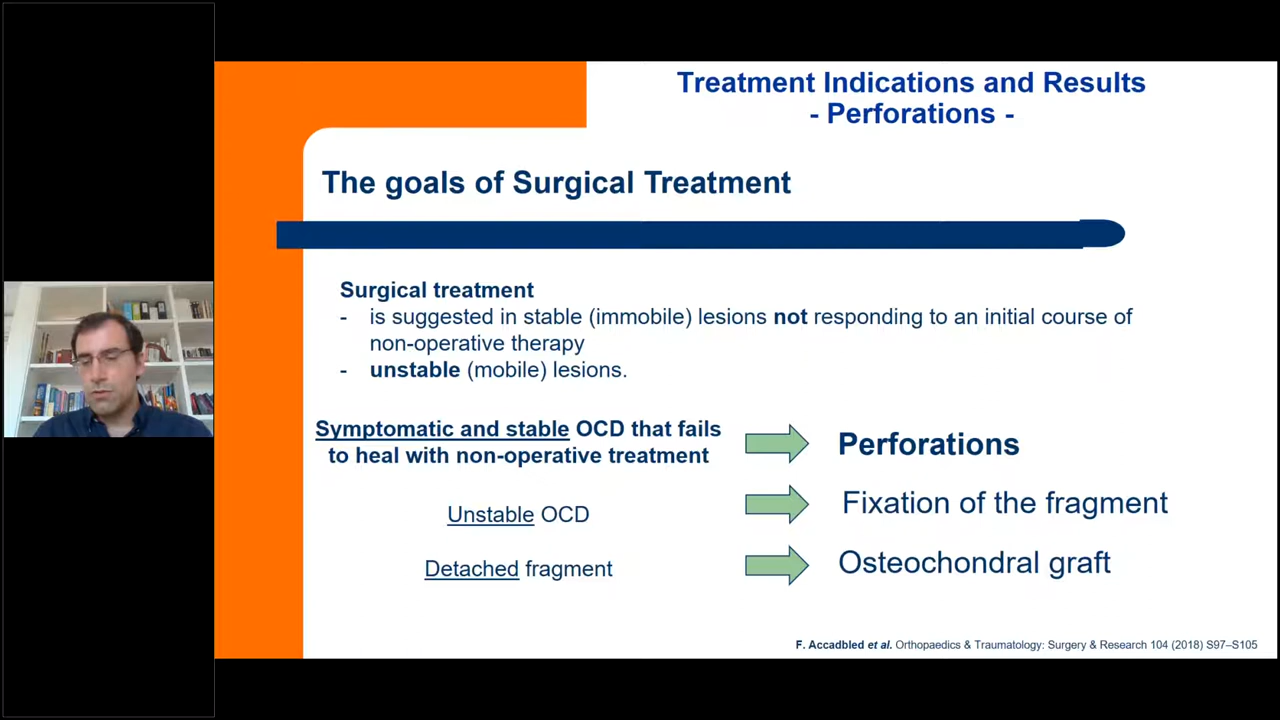 Treatment Indications and Results
- Perforations -
The goals of Surgical Treatment
Surgical treatment
- is suggested in stable (immobile) lesions not responding to an initial course of
non-operative therapy
- unstable (mobile) lesions.
Symptomatic and stable OCD that fails
to heal with non-operative treatment
Perforations
Unstable OCD
Fixation of the fragment
Detached fragment
Osteochondral graft
F. Accadbled et al. Orthopaedics & Traumatology: Surgery & Research 104 (2018) S97–S105